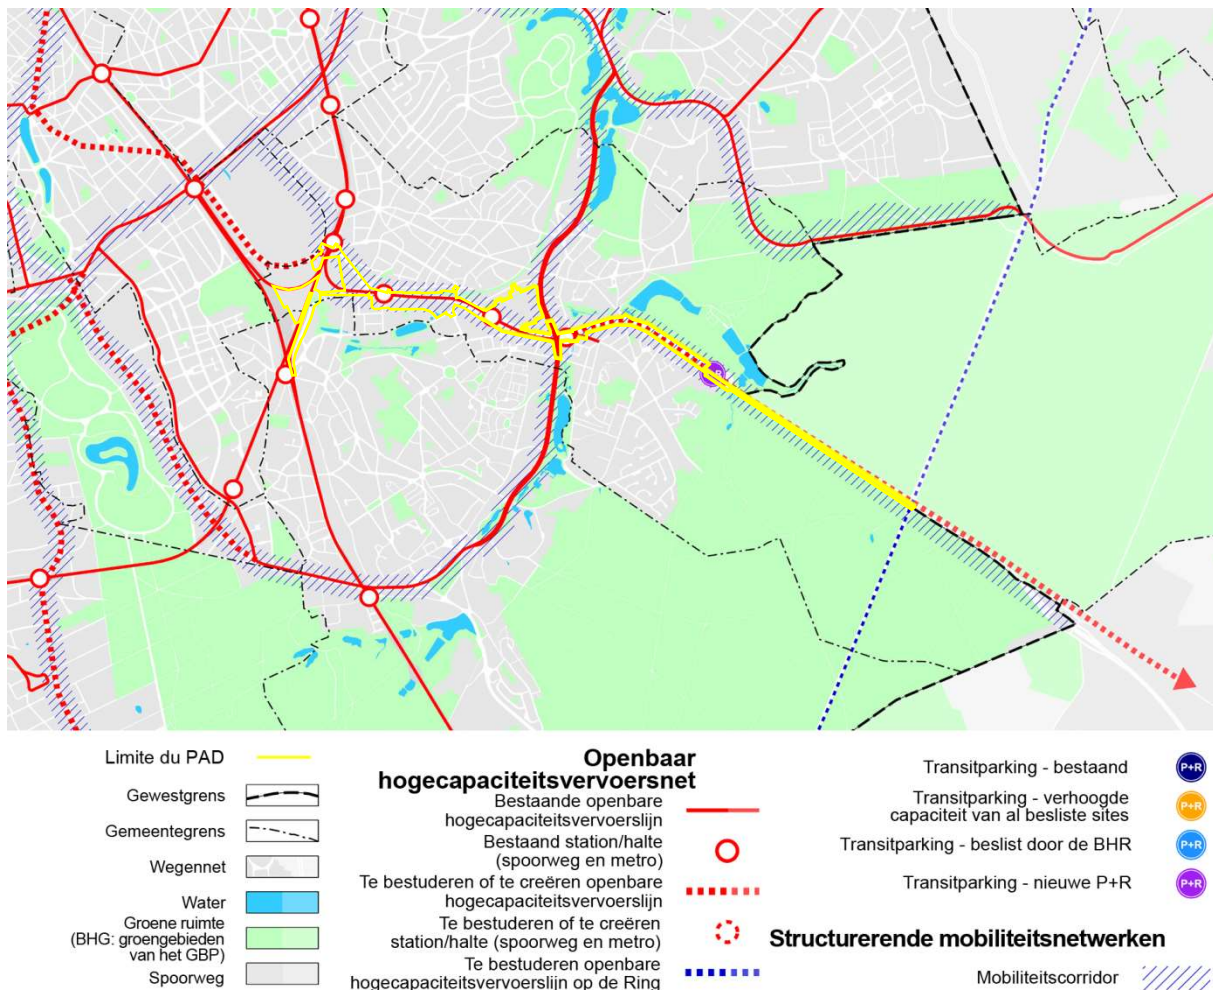 R
Limite du PAD
Gewestgrens
Gemeentegrens
Wegennet
Water
Groene ruimte
(BHG: groengebieden
van het GBP)
Spoorweg
Openbaar
hogecapaciteitsvervoersnet
Bestaande openbare
hogecapaciteitsvervoerslijn
Bestaand station/halte
(spoorweg en metro)
Te bestuderen of te creëren openbare
hogecapaciteitsvervoerslijn
Te bestuderen of te creëren
station/halte (spoorweg en metro)
Te bestuderen openbare
hogecapaciteitsvervoerslijn op de Ring
Transitparking - bestaand
P+R
Transitparking - verhoogde
capaciteit van al besliste sites
P+R
Transitparking - beslist door de BHR
P+R
Transitparking - nieuwe P+R
P+R
Structurerende mobiliteitsnetwerken
Mobiliteitscorridor